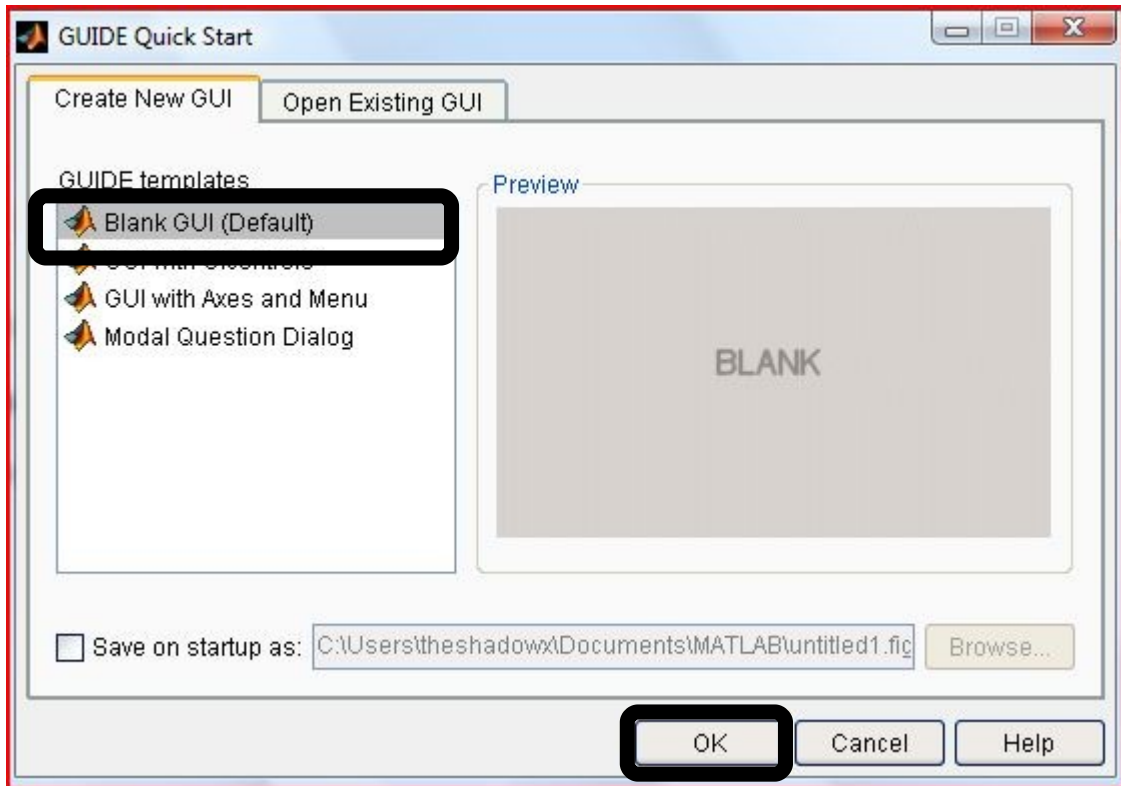 GUIDE Quick Start
Create New GUI
Open Existing GUI
GUIDE templates
Preview
Blank GUI (Default)
GUI with Axes and Menu
Modal Question Dialog
BLANK
Save on startup as:
C:\Users\theshadowx\Documents\MATLAB\untitled1.fig
Browse...
OK
Cancel
Help